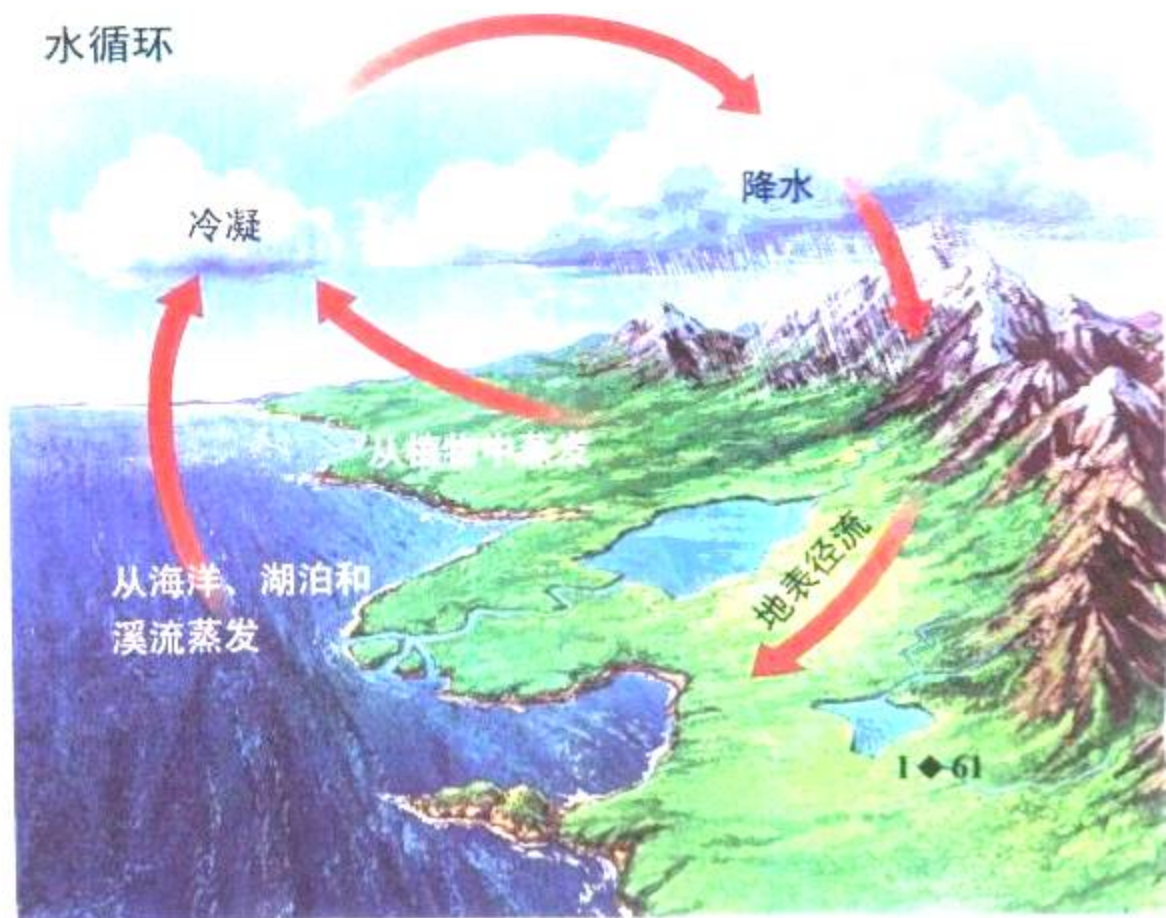 水循环
降水
冷凝
从植物中蒸发
从海洋、湖泊和
溪流蒸发
地表径流
1◆61